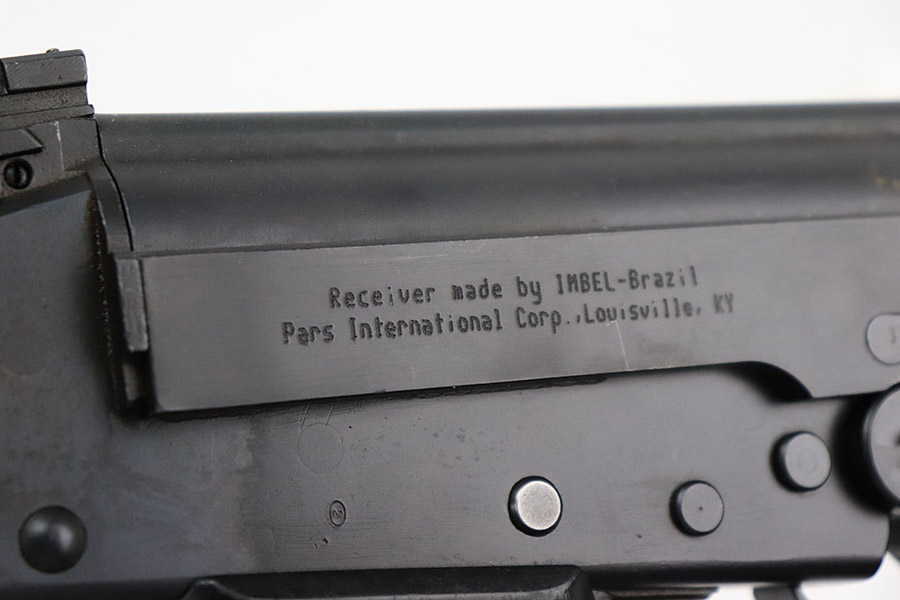 Receiver made by IMBEL-Brazil
Pars International Corp.,Louisville, KY